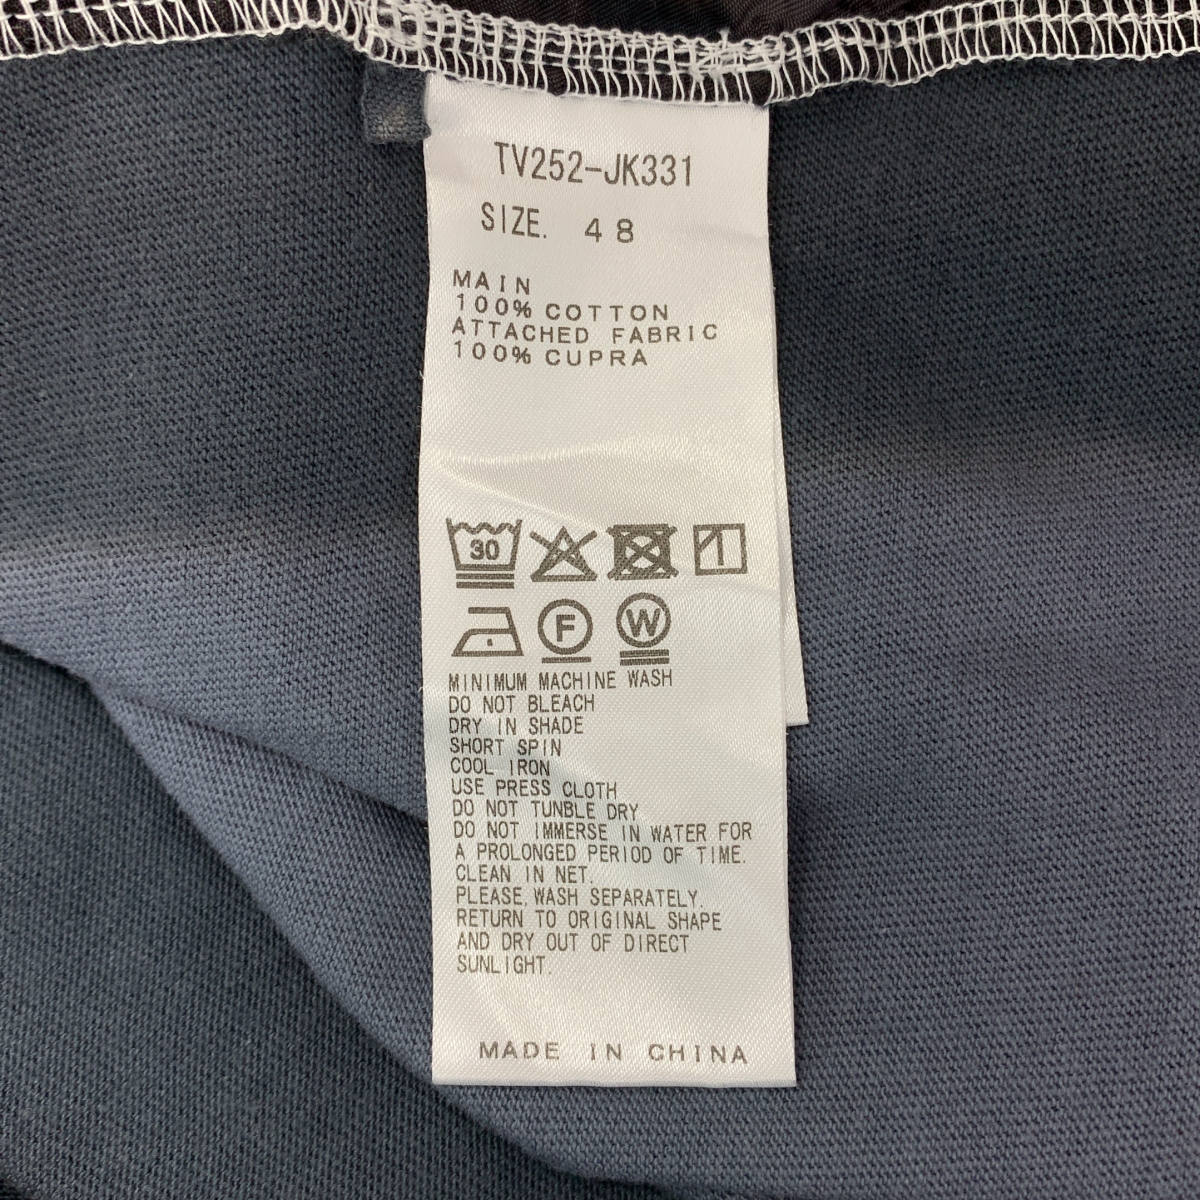 TV252-JK331
SIZE. 48
MAIN
100% COTTON
ATTACHED FABRIC
100% CUPRA
30
F W
MINIMUM MACHINE WASH
DO NOT BLEACH
DRY IN SHADE
SHORT SPIN
COOL IRON
USE PRESS CLOTH
DO NOT TUNBLE DRY
DO NOT IMMERSE IN WATER FOR
A PROLONGED PERIOD OF TIME.
CLEAN IN NET.
PLEASE,WASH SEPARATELY.
RETURN TO ORIGINAL SHAPE
AND DRY OUT OF DIRECT
SUNLIGHT.
MADE IN CHINA